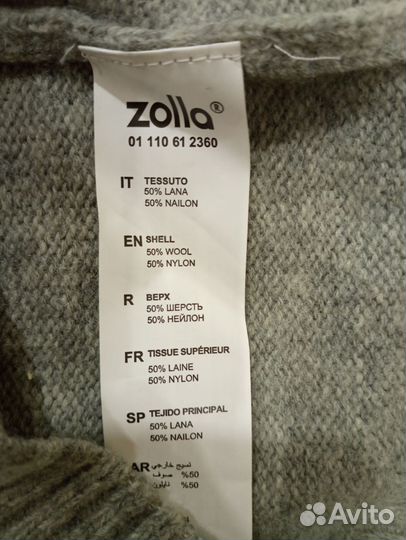 zolla®
01 110 61 2360
IT TESSUTO
50% LANA
50% NAILON
EN SHELL
50% WOOL
50% NYLON
R ВЕРХ
50% ШЕРСТЬ
50% НЕЙЛОН
FR TISSUE SUPÉRIEUR
50% LAINE
50% NYLON
SP TEJIDO PRINCIPAL
50% LANA
50% NAILON
AR نسيج خارجي
%50 صوف
%50 نايلون
Avito